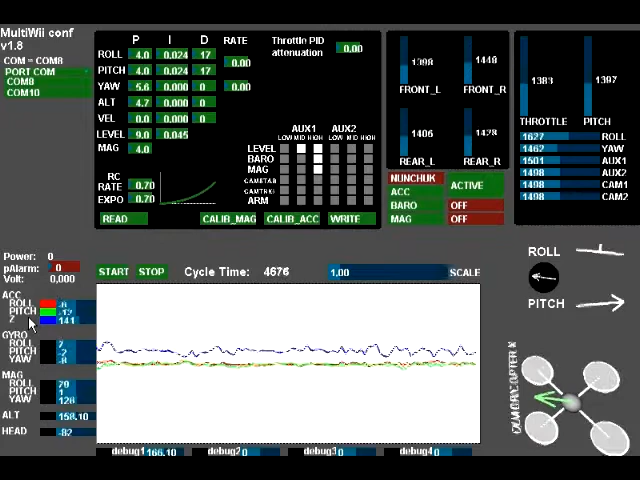 MultiWii conf
v1.8
COM = COM8
PORT COM
COM8
COM10
P I D
ROLL 4.0 0.024 17
PITCH 4.0 0.024 17
YAW 5.6 0.000 0
ALT 4.7 0.000 0
VEL 0.0 0.000 0
LEVEL 9.0 0.045
MAG 4.0
RATE
0.00
0.00
Throttle PID
attenuation 0.00
AUX1 AUX2
LOW MID HIGH LOW MID HIGH
LEVEL
BARO
MAG
CAMSTAB
CAMTRIG
ARM
RC
RATE 0.70
EXPO 0.70
READ CALIB_MAG CALIB_ACC WRITE
1398 1448
FRONT_L FRONT_R
1406 1428
REAR_L REAR_R
NUNCHUK
ACC ACTIVE
BARO OFF
MAG OFF
1383 1397
THROTTLE PITCH
1627 ROLL
1462 YAW
1501 AUX1
1498 AUX2
1498 CAM1
1498 CAM2
Power: 0
pAlarm: 0
Volt: 0,000
START STOP Cycle Time: 4676 1.00 SCALE
ACC
ROLL -6
PITCH -12
Z 141
GYRO
ROLL
PITCH -2
YAW
MAG
ROLL 70
PITCH 1
YAW 128
ALT 158.10
HEAD -82
debug1 166.10 debug2 0 debug3 0 debug4 0
ROLL
PITCH
QUADRICOPTER X